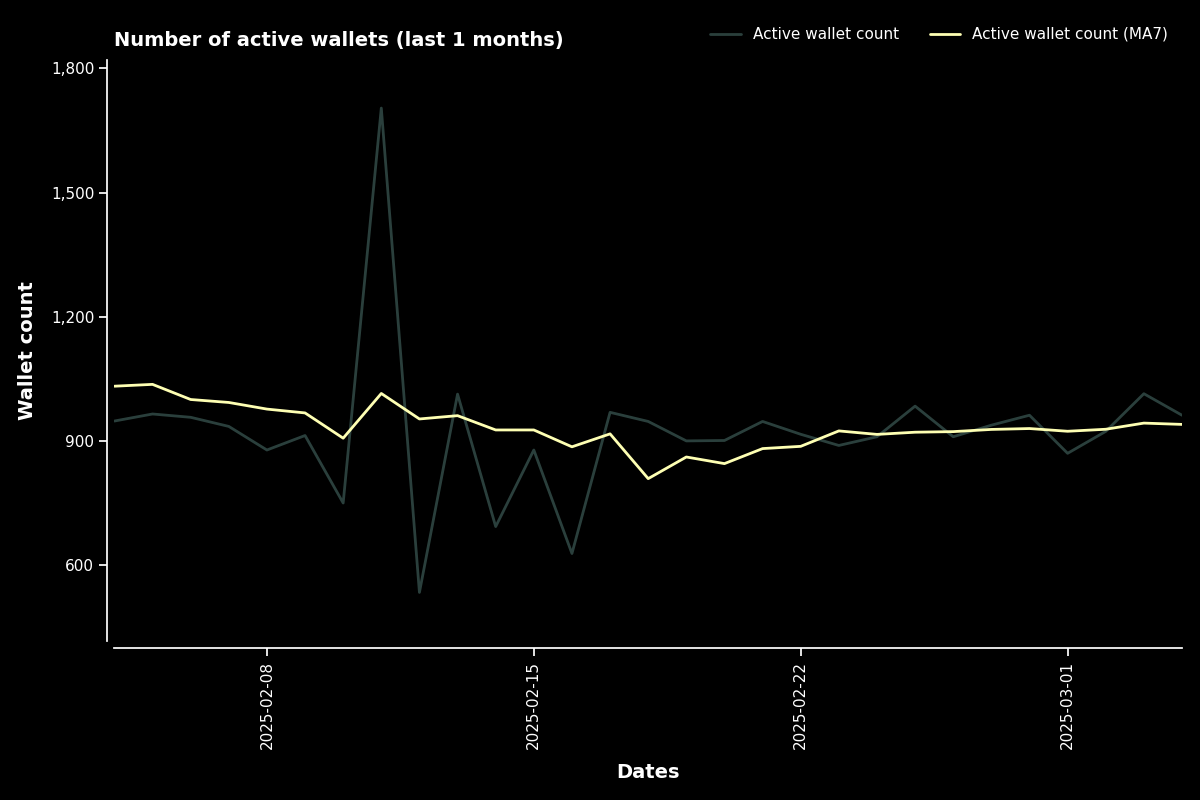 Number of active wallets (last 1 months)
Active wallet count
Active wallet count (MA7)
1,800
1,500
1,200
900
600
Wallet count
2025-02-08
2025-02-15
2025-02-22
2025-03-01
Dates